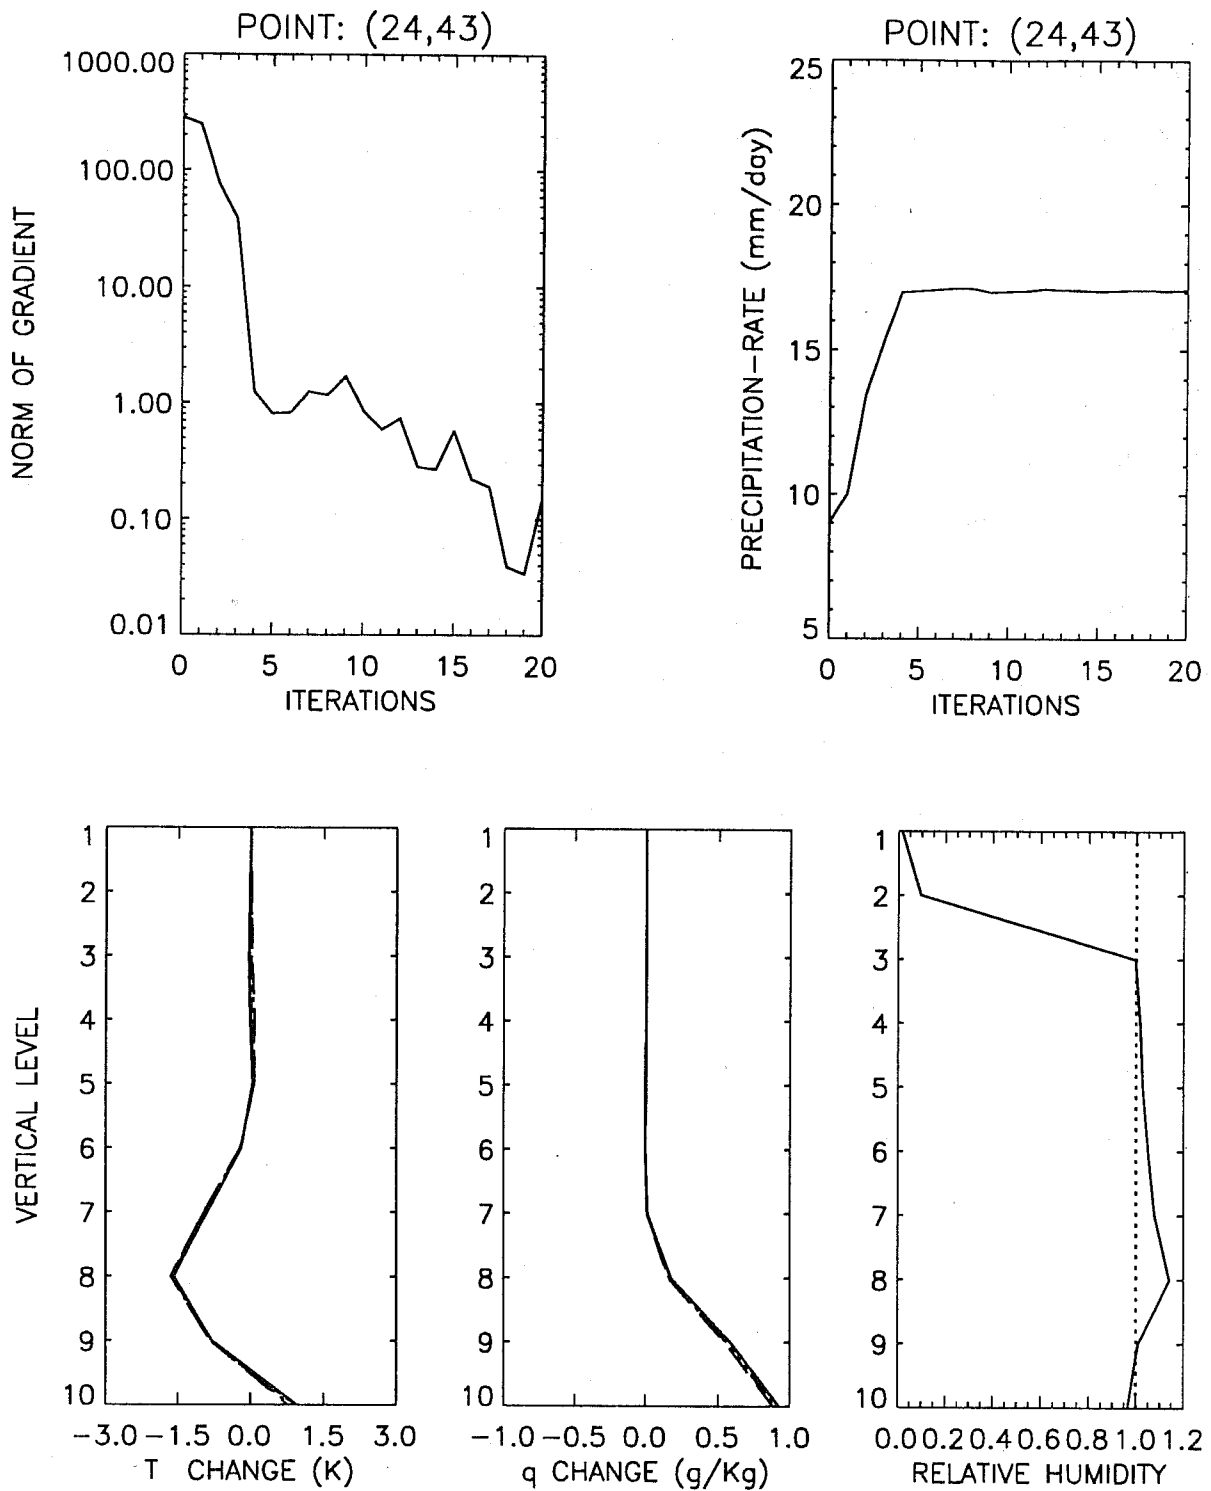 POINT: (24,43)
1000.00
100.00
10.00
1.00
0.10
0.01
NORM OF GRADIENT
0 5 10 15 20
ITERATIONS
POINT: (24,43)
25
20
15
10
5
PRECIPITATION-RATE (mm/day)
0 5 10 15 20
ITERATIONS
VERTICAL LEVEL
1
2
3
4
5
6
7
8
9
10
-3.0 -1.5 0.0 1.5 3.0
T CHANGE (K)
1
2
3
4
5
6
7
8
9
10
-1.0 -0.5 0.0 0.5 1.0
q CHANGE (g/Kg)
1
2
3
4
5
6
7
8
9
10
0.0 0.2 0.4 0.6 0.8 1.0 1.2
RELATIVE HUMIDITY